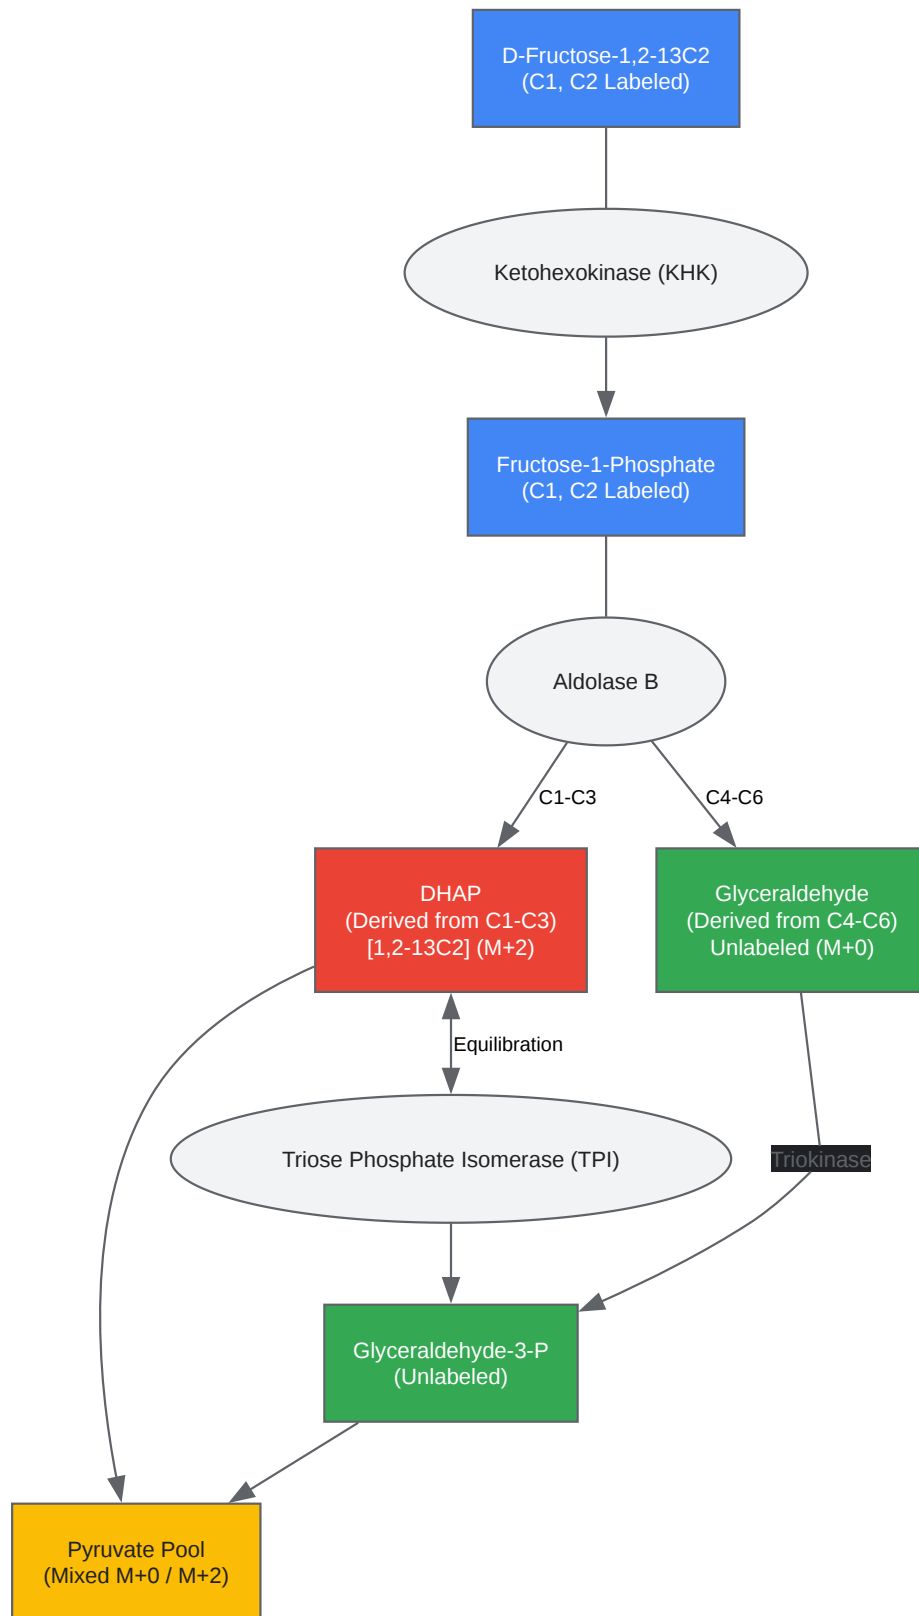 D-Fructose-1,2-13C2
(C1, C2 Labeled)
Ketohexokinase (KHK)
Fructose-1-Phosphate
(C1, C2 Labeled)
Aldolase B
C1-C3
C4-C6
DHAP
(Derived from C1-C3)
[1,2-13C2] (M+2)
Glyceraldehyde
(Derived from C4-C6)
Unlabeled (M+0)
Equilibration
Triose Phosphate Isomerase (TPI)
Triokinase
Glyceraldehyde-3-P
(Unlabeled)
Pyruvate Pool
(Mixed M+0 / M+2)